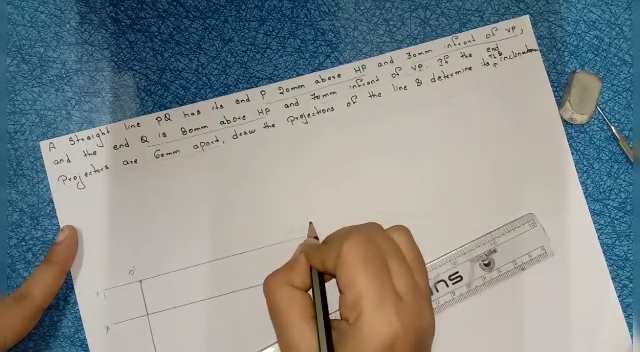 A Straight line PQ has its end P 20mm above HP and 30mm infront of VP,
and the end Q is 80mm above HP and 70mm infront of VP. If the end
Projectors are 60mm apart, draw the projections of the line & determine its inclinations